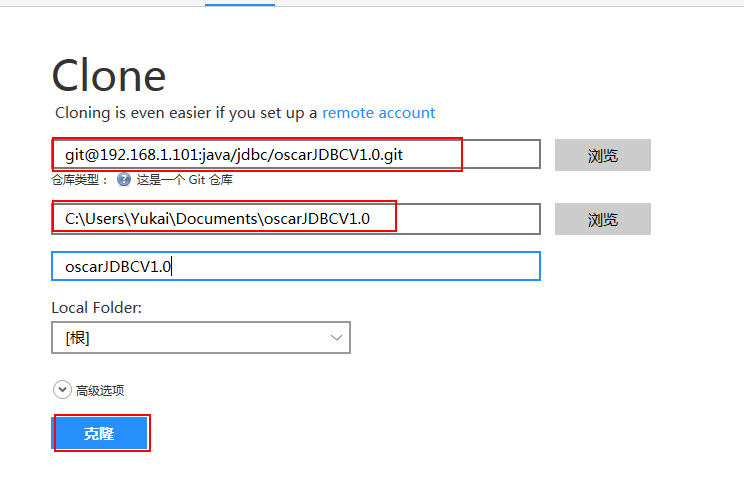 Clone
Cloning is even easier if you set up a remote account
git@192.168.1.101:java/jdbc/oscarJDBCV1.0.git
浏览
仓库类型： ? 这是一个 Git 仓库
C:\Users\Yukai\Documents\oscarJDBCV1.0
浏览
oscarJDBCV1.0
Local Folder:
[根]
高级选项
克隆